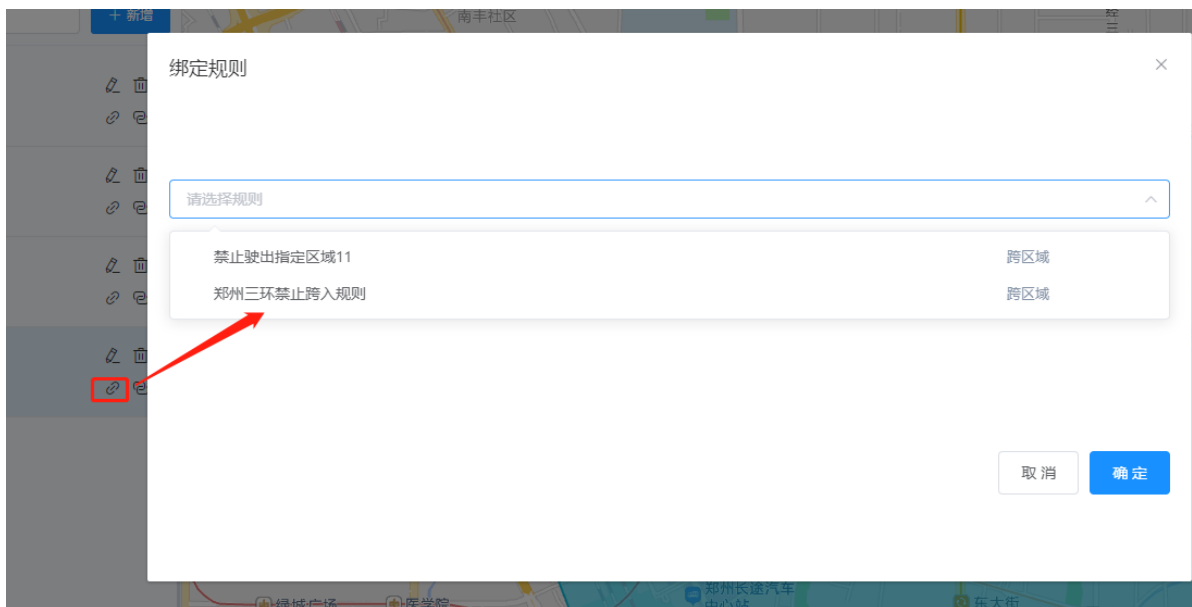 + 新增
南丰社区
经
三
绑定规则
请选择规则
禁止驶出指定区域11 跨区域
郑州三环禁止跨入规则 跨区域
取消 确定
郑州长途汽车
中心站
绿城广场 医学院 东大街